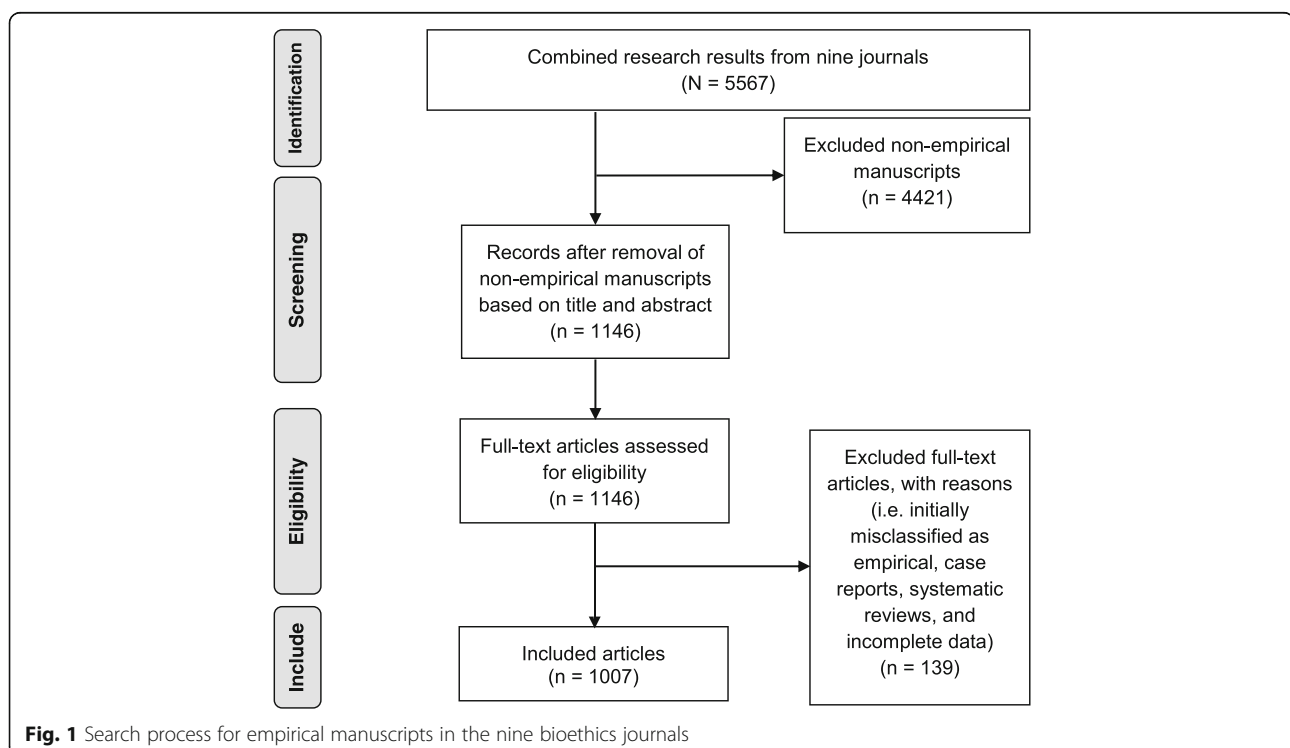 Identification
Combined research results from nine journals
(N = 5567)
Excluded non-empirical
manuscripts
(n = 4421)
Screening
Records after removal of
non-empirical manuscripts
based on title and abstract
(n = 1146)
Eligibility
Full-text articles assessed
for eligibility
(n = 1146)
Excluded full-text
articles, with reasons
(i.e. initially
misclassified as
empirical, case
reports, systematic
reviews, and
incomplete data)
(n = 139)
Include
Included articles
(n = 1007)
Fig. 1 Search process for empirical manuscripts in the nine bioethics journals